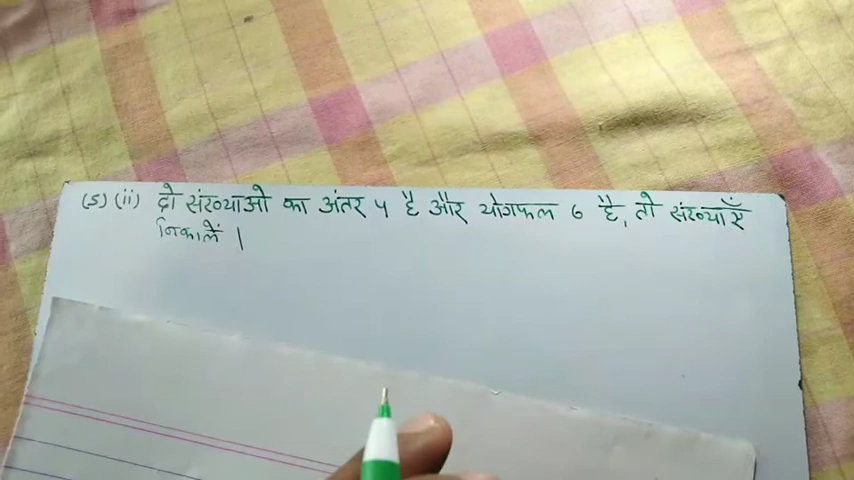 (5) (ii) दो संख्याओ का अंतर 4 है और योगफल 6 है, तो संख्याएँ
निकालें |